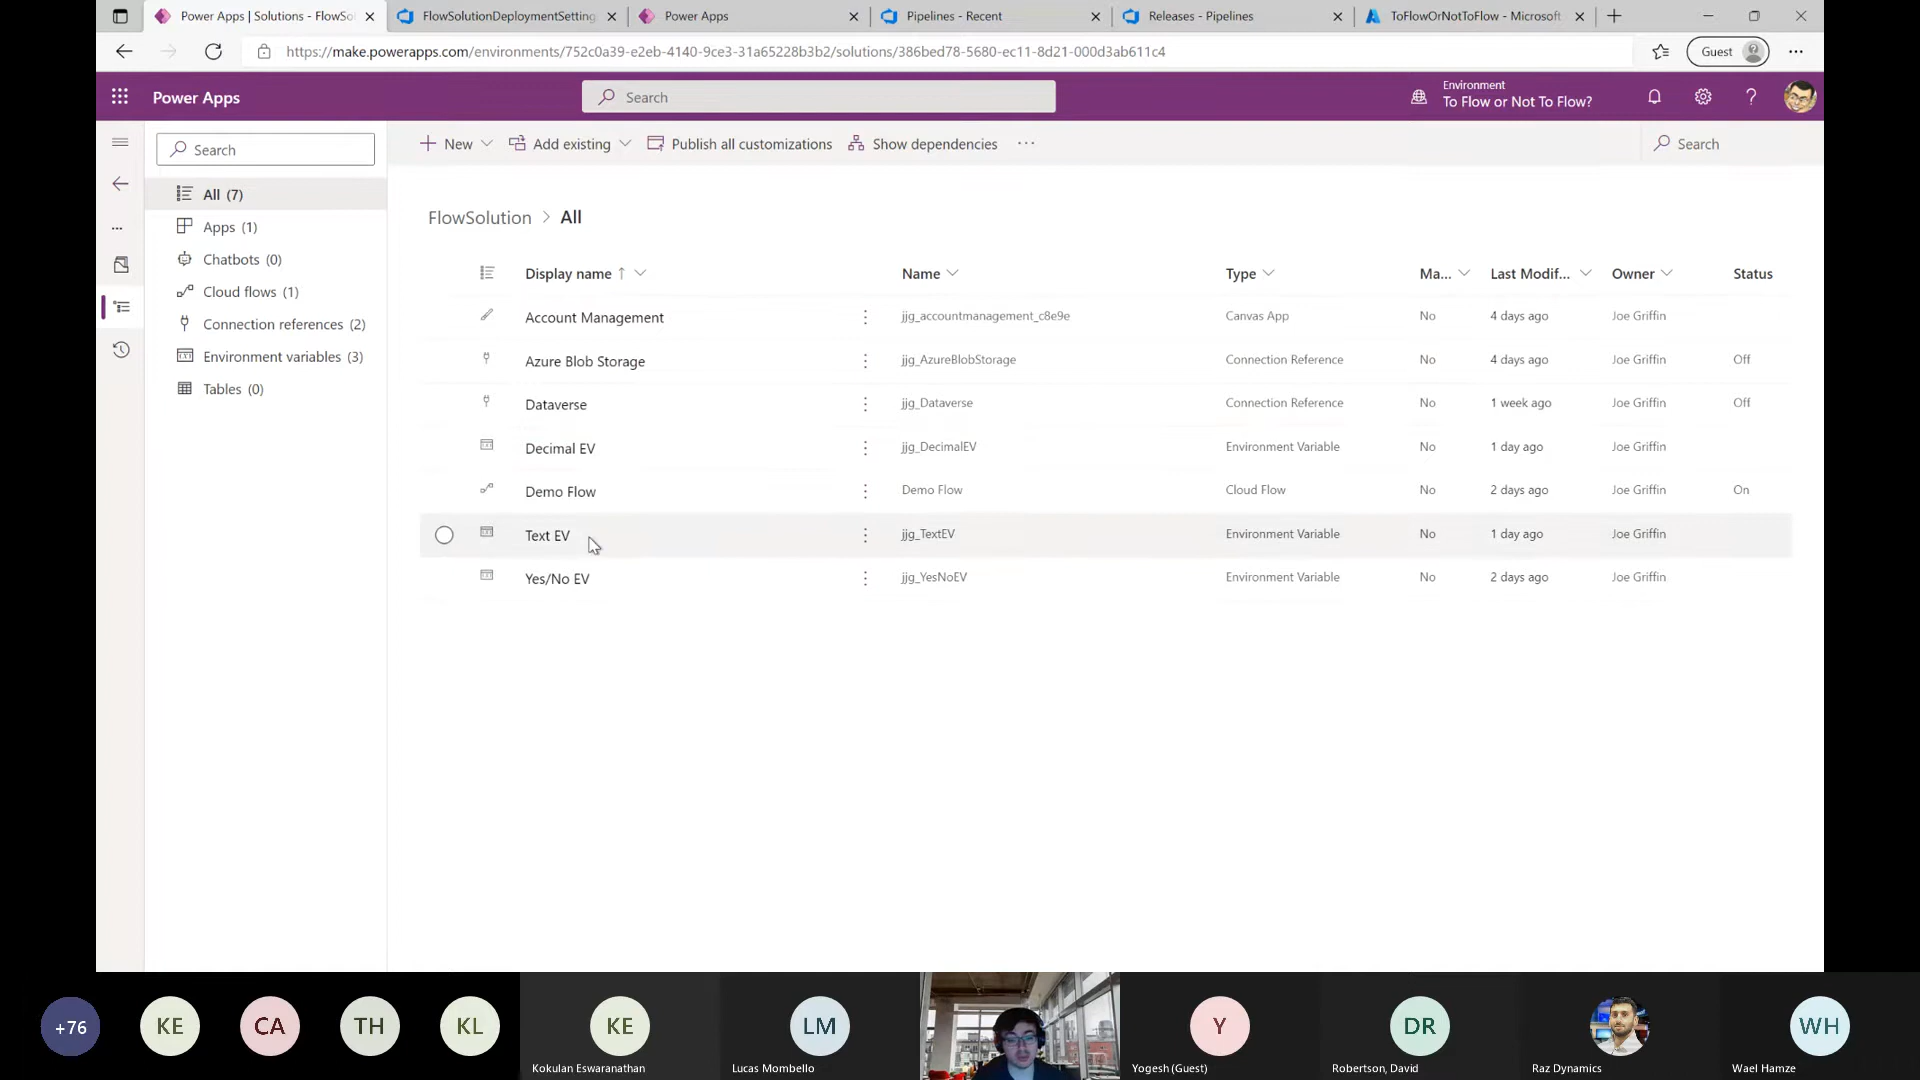 Power Apps | Solutions - FlowSo
FlowSolutionDeploymentSetting
Power Apps
Pipelines - Recent
Releases - Pipelines
ToFlowOrNotToFlow - Microsoft
https://make.powerapps.com/environments/752c0a39-e2eb-4140-9ce3-31a65228b3b2/solutions/386bed78-5680-ec11-8d21-000d3ab611c4
Guest
Power Apps
Search
Environment
To Flow or Not To Flow?
Search
New
Add existing
Publish all customizations
Show dependencies
Search
All (7)
Apps (1)
Chatbots (0)
Cloud flows (1)
Connection references (2)
Environment variables (3)
Tables (0)
FlowSolution > All
Display name ↑ Name Type Ma... Last Modif... Owner Status
Account Management jjg_accountmanagement_c8e9e Canvas App No 4 days ago Joe Griffin
Azure Blob Storage jjg_AzureBlobStorage Connection Reference No 4 days ago Joe Griffin Off
Dataverse jjg_Dataverse Connection Reference No 1 week ago Joe Griffin Off
Decimal EV jjg_DecimalEV Environment Variable No 1 day ago Joe Griffin
Demo Flow Demo Flow Cloud Flow No 2 days ago Joe Griffin On
Text EV jjg_TextEV Environment Variable No 1 day ago Joe Griffin
Yes/No EV jjg_YesNoEV Environment Variable No 2 days ago Joe Griffin
+76
KE
CA
TH
KL
KE
LM
Y
DR
WH
Kokulan Eswaranathan
Lucas Mombello
Yogesh (Guest)
Robertson, David
Raz Dynamics
Wael Hamze